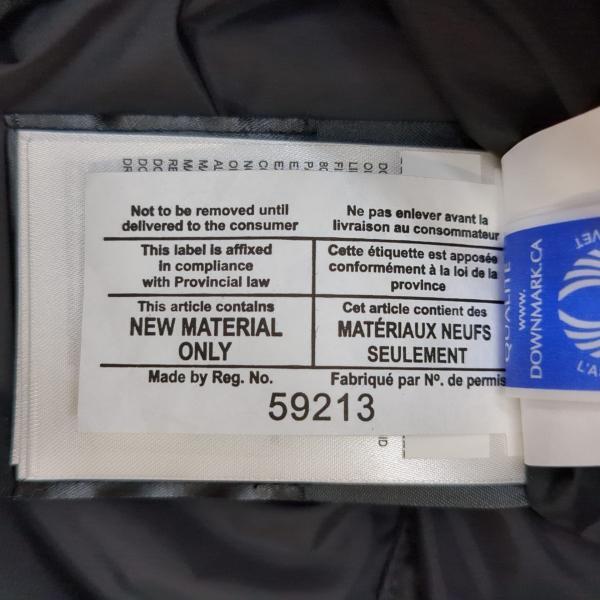 Not to be removed until
delivered to the consumer
Ne pas enlever avant la
livraison au consommateur
This label is affixed
in compliance
with Provincial law
Cette étiquette est apposée
conformément à la loi de la
province
This article contains
NEW MATERIAL
ONLY
Cet article contient des
MATÉRIAUX NEUFS
SEULEMENT
Made by Reg. No.
Fabriqué par Nº. de permis
59213
QUALITÉ
www.
DOWNMARK.CA